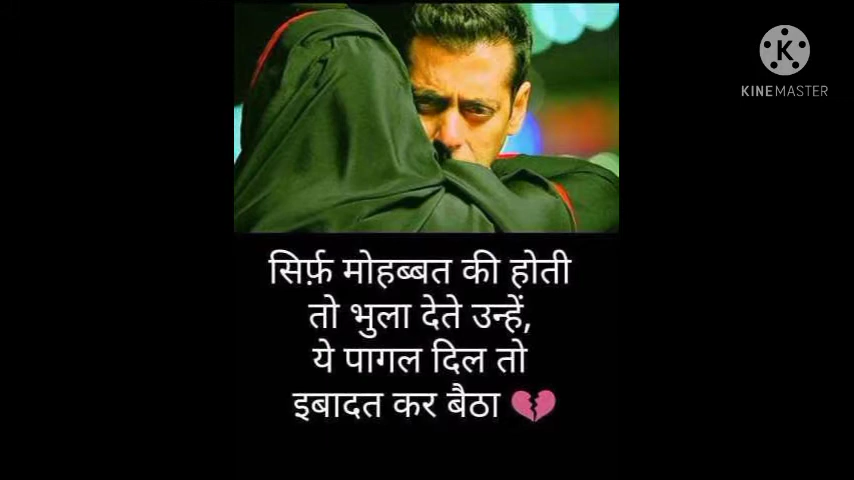 KINEMASTER
सिर्फ़ मोहब्बत की होती
तो भुला देते उन्हें,
ये पागल दिल तो
इबादत कर बैठा 💔